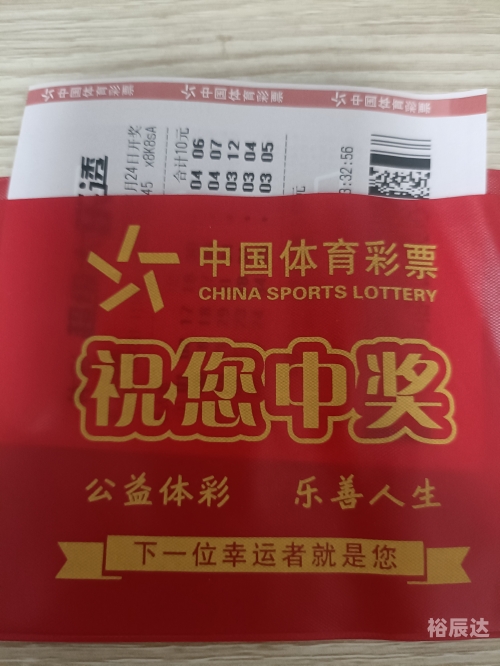 中国体育彩票 中国体育彩票 中国体育彩票
透
月24日开奖
x8K8sA
合计10元
04 06
04 07
03 12
03 04
03 05
元
3:32:56
中国体育彩票
CHINA SPORTS LOTTERY
祝您中奖
公益体彩 乐善人生
下一位幸运者就是您
裕辰达